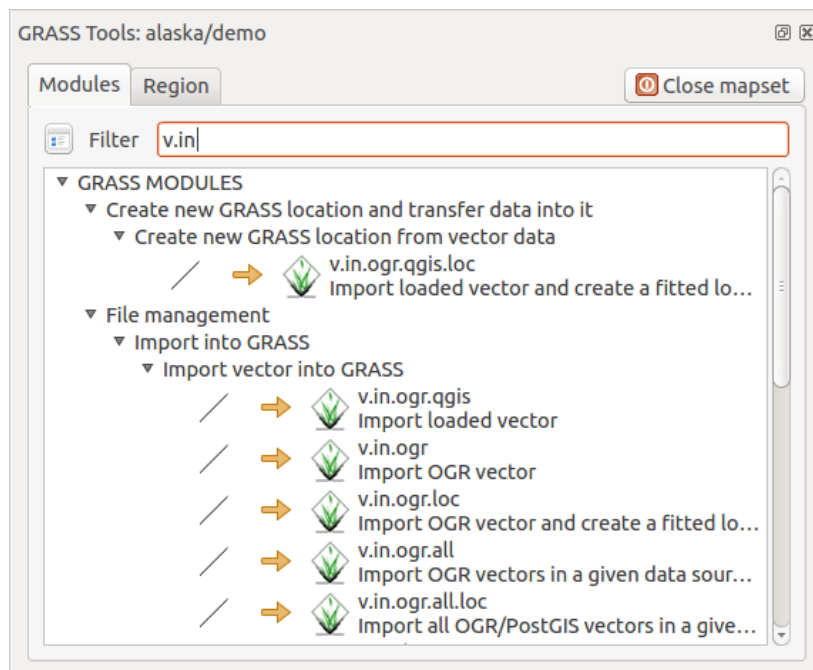 GRASS Tools: alaska/demo
Modules
Region
Close mapset
Filter
v.in
GRASS MODULES
Create new GRASS location and transfer data into it
Create new GRASS location from vector data
v.in.ogr.qgis.loc
Import loaded vector and create a fitted lo...
File management
Import into GRASS
Import vector into GRASS
v.in.ogr.qgis
Import loaded vector
v.in.ogr
Import OGR vector
v.in.ogr.loc
Import OGR vector and create a fitted lo...
v.in.ogr.all
Import OGR vectors in a given data sour...
v.in.ogr.all.loc
Import all OGR/PostGIS vectors in a give...